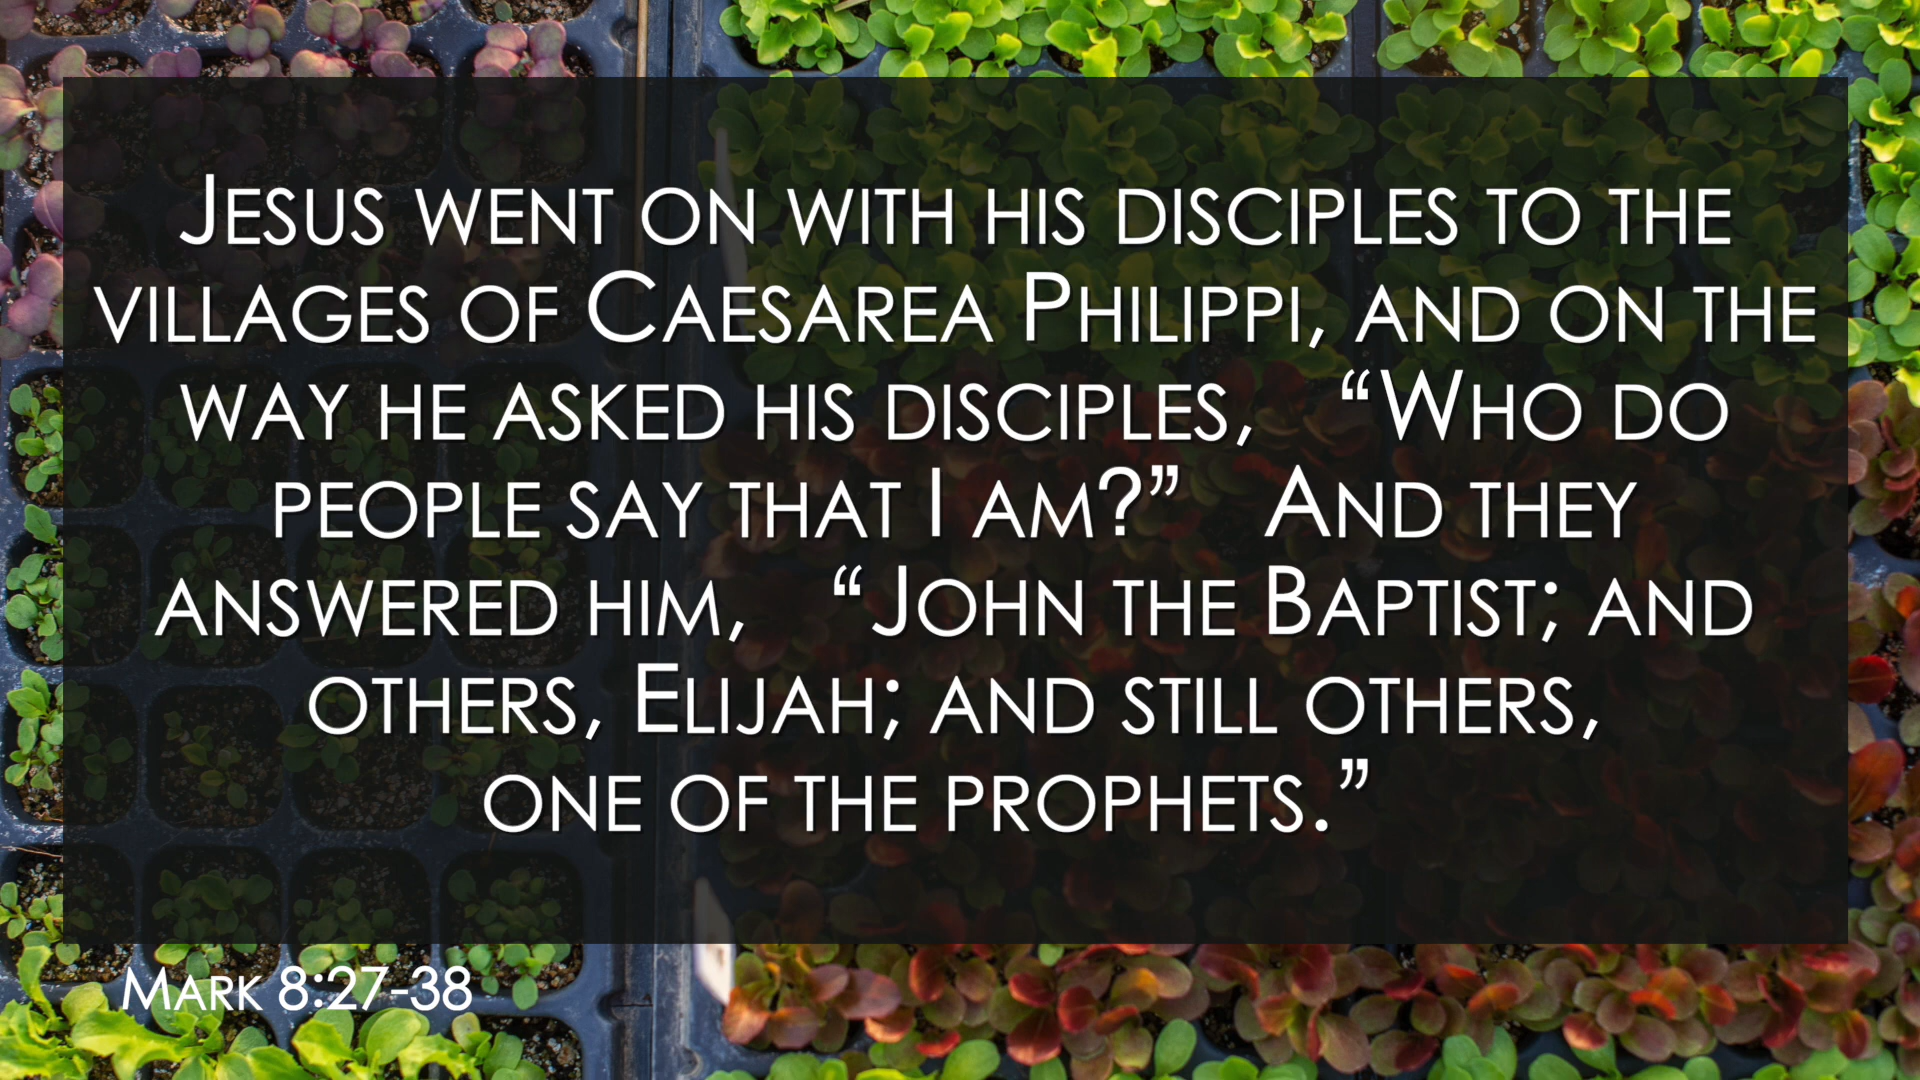 Jesus went on with his disciples to the
villages of Caesarea Philippi, and on the
way he asked his disciples, “Who do
people say that I am?” And they
answered him, “John the Baptist; and
others, Elijah; and still others,
one of the prophets.”
Mark 8:27-38